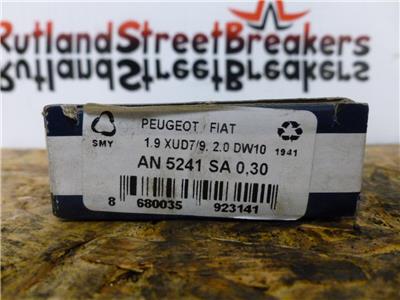 RutlandStreetBreakers
RutlandStreetBreakers
PEUGEOT / FIAT
SMY
1.9 XUD7/9, 2.0 DW10
1941
AN 5241 SA 0,30
8 680035 923141